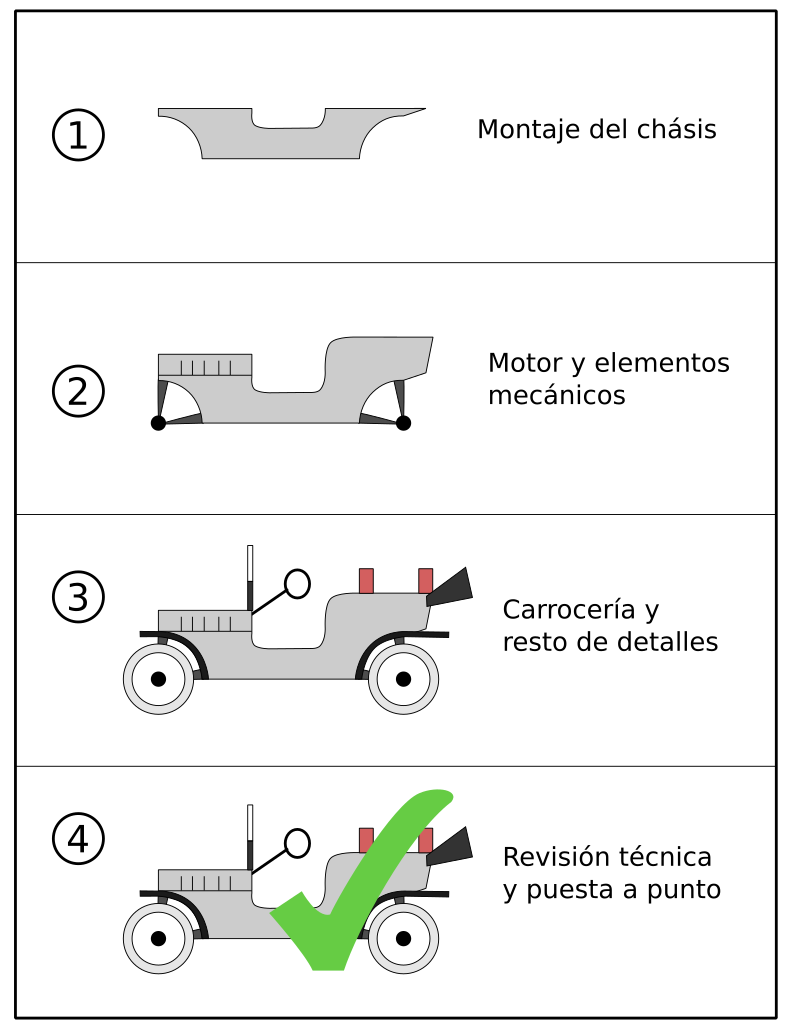 1
Montaje del chásis
2
Motor y elementos
mecánicos
3
Carrocería y
resto de detalles
4
Revisión técnica
y puesta a punto